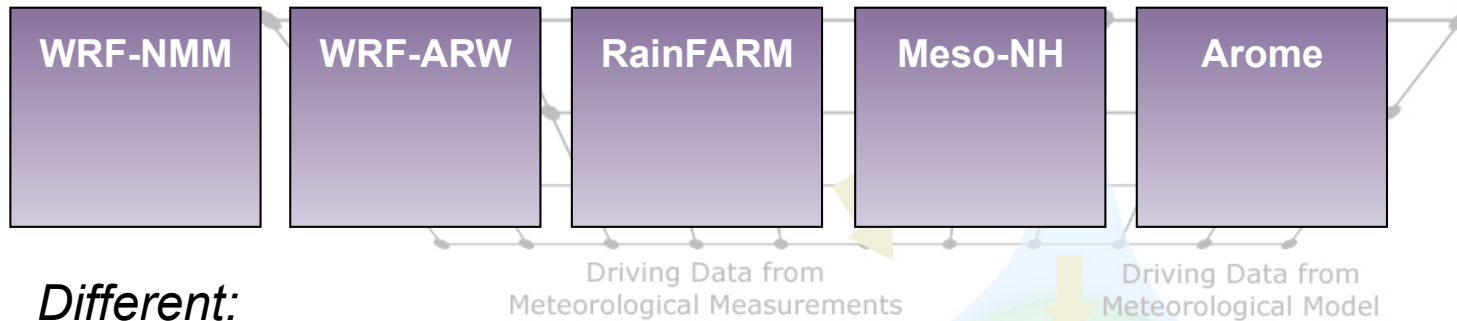 WRF-NMM WRF-ARW RainFARM Meso-NH Arome
Driving Data from
Meteorological Measurements
Driving Data from
Meteorological Model
Different: